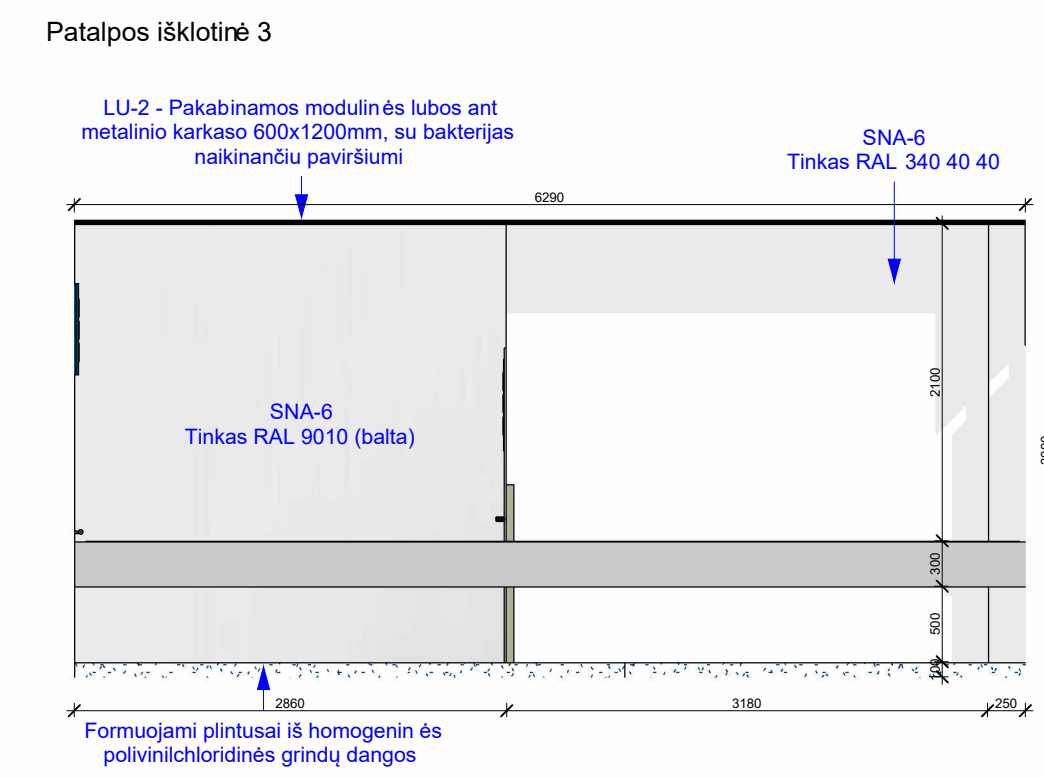 Patalpos išklotinė 3
LU-2 - Pakabinamos modulinės lubos ant
metalinio karkaso 600x1200mm, su bakterijas
naikinančiu paviršiumi
SNA-6
Tinkas RAL 340 40 40
6290
2100
SNA-6
Tinkas RAL 9010 (balta)
300
500
100
2860
3180
250
Formuojami plintusai iš homogeninės
polivinilchloridinės grindų dangos